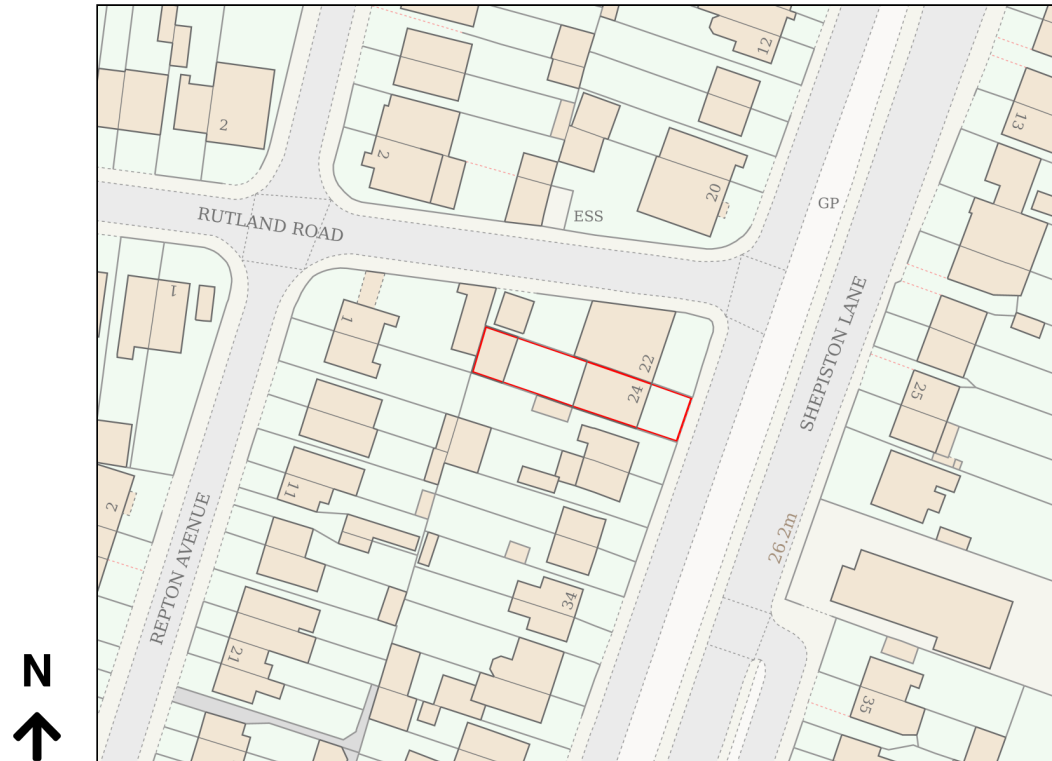 12
2
13
2
20
GP
ESS
RUTLAND ROAD
1
1
SHEPISTON LANE
22
24
25
11
2
26.2m
REPTON AVENUE
34
21
N
35